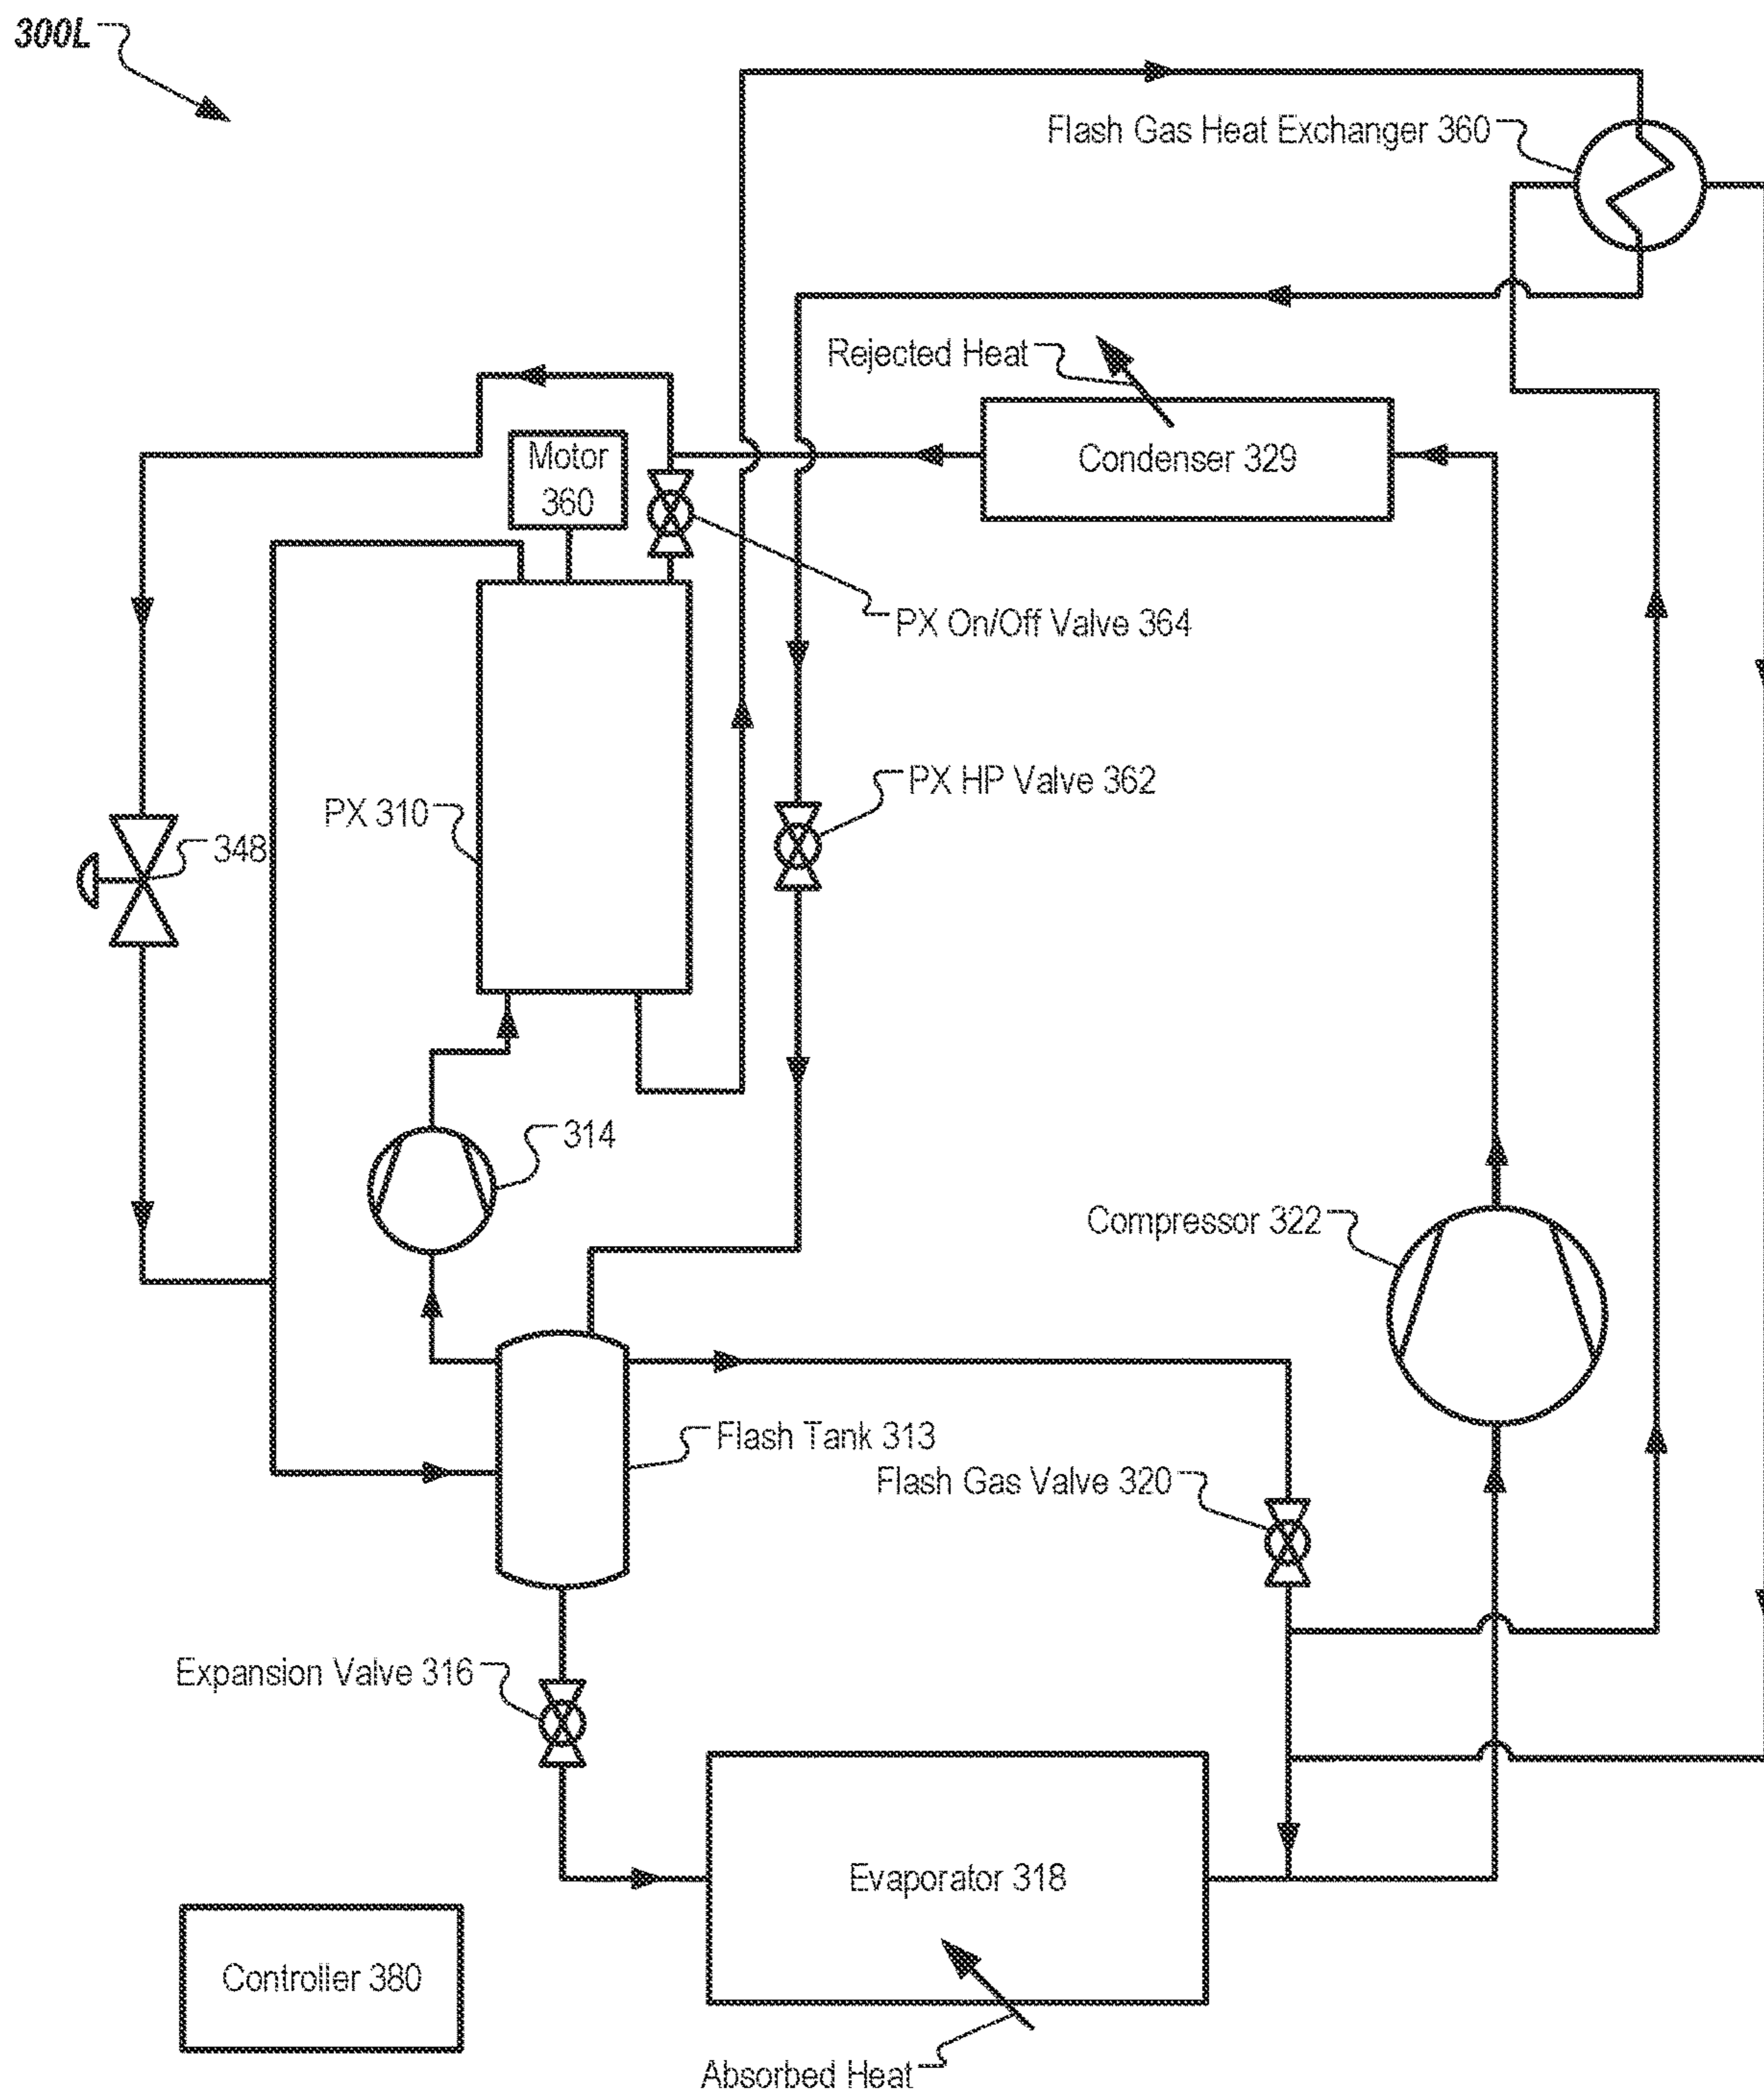 300L
Flash Gas Heat Exchanger 360
Rejected Heat
Condenser 329
Motor
360
PX On/Off Valve 364
PX HP Valve 362
PX 310
348
314
Compressor 322
Flash Tank 313
Flash Gas Valve 320
Expansion Valve 316
Evaporator 318
Controller 380
Absorbed Heat